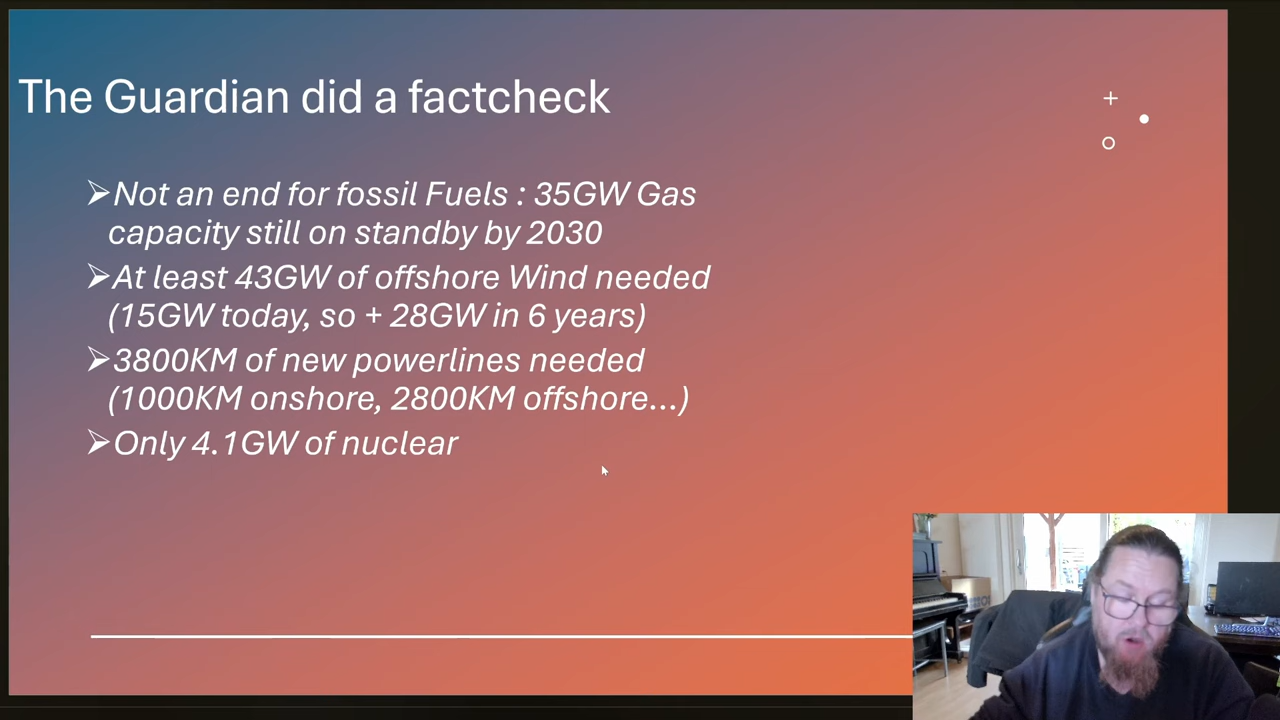 The Guardian did a factcheck
➢Not an end for fossil Fuels : 35GW Gas
capacity still on standby by 2030
➢At least 43GW of offshore Wind needed
(15GW today, so + 28GW in 6 years)
➢3800KM of new powerlines needed
(1000KM onshore, 2800KM offshore...)
➢Only 4.1GW of nuclear